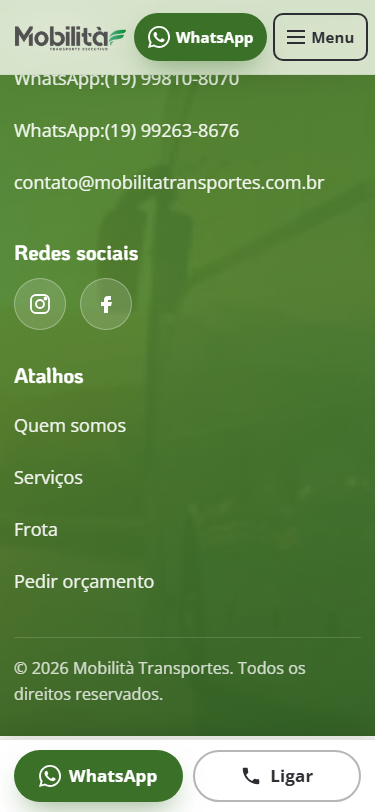 Mobilità
TRANSPORTE EXECUTIVO
WhatsApp
Menu
WhatsApp:(19) 99810-8070
WhatsApp:(19) 99263-8676
contato@mobilitatransportes.com.br
Redes sociais
Atalhos
Quem somos
Serviços
Frota
Pedir orçamento
© 2026 Mobilità Transportes. Todos os
direitos reservados.
WhatsApp
Ligar